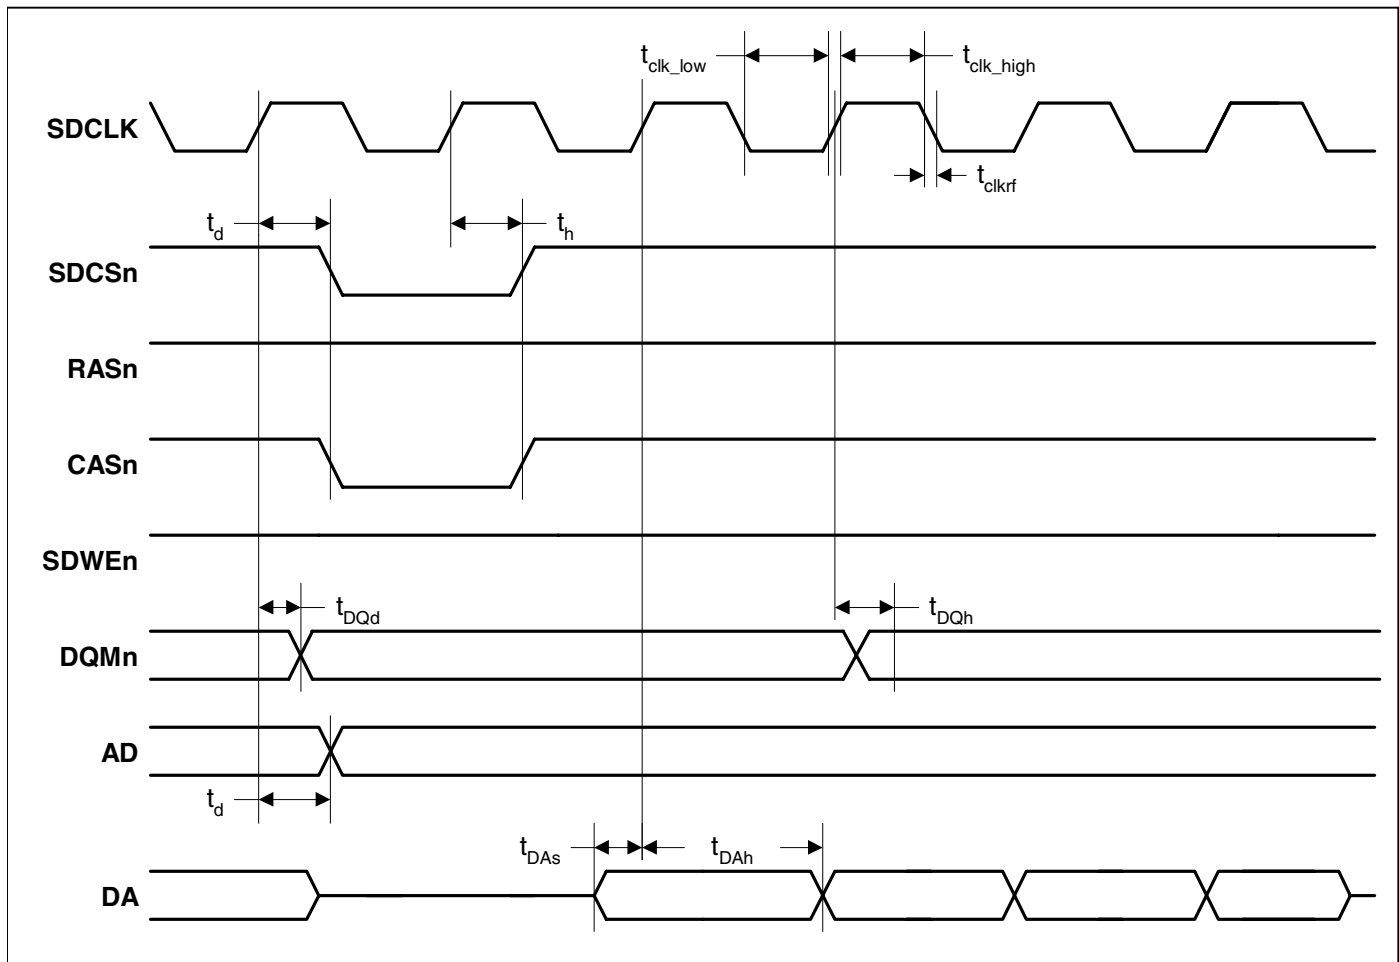 t_clk_low
t_clk_high
SDCLK
t_clkrf
t_d
t_h
SDCSn
RASn
CASn
SDWEn
t_DQd
t_DQh
DQMn
AD
t_d
t_DAs
t_DAh
DA